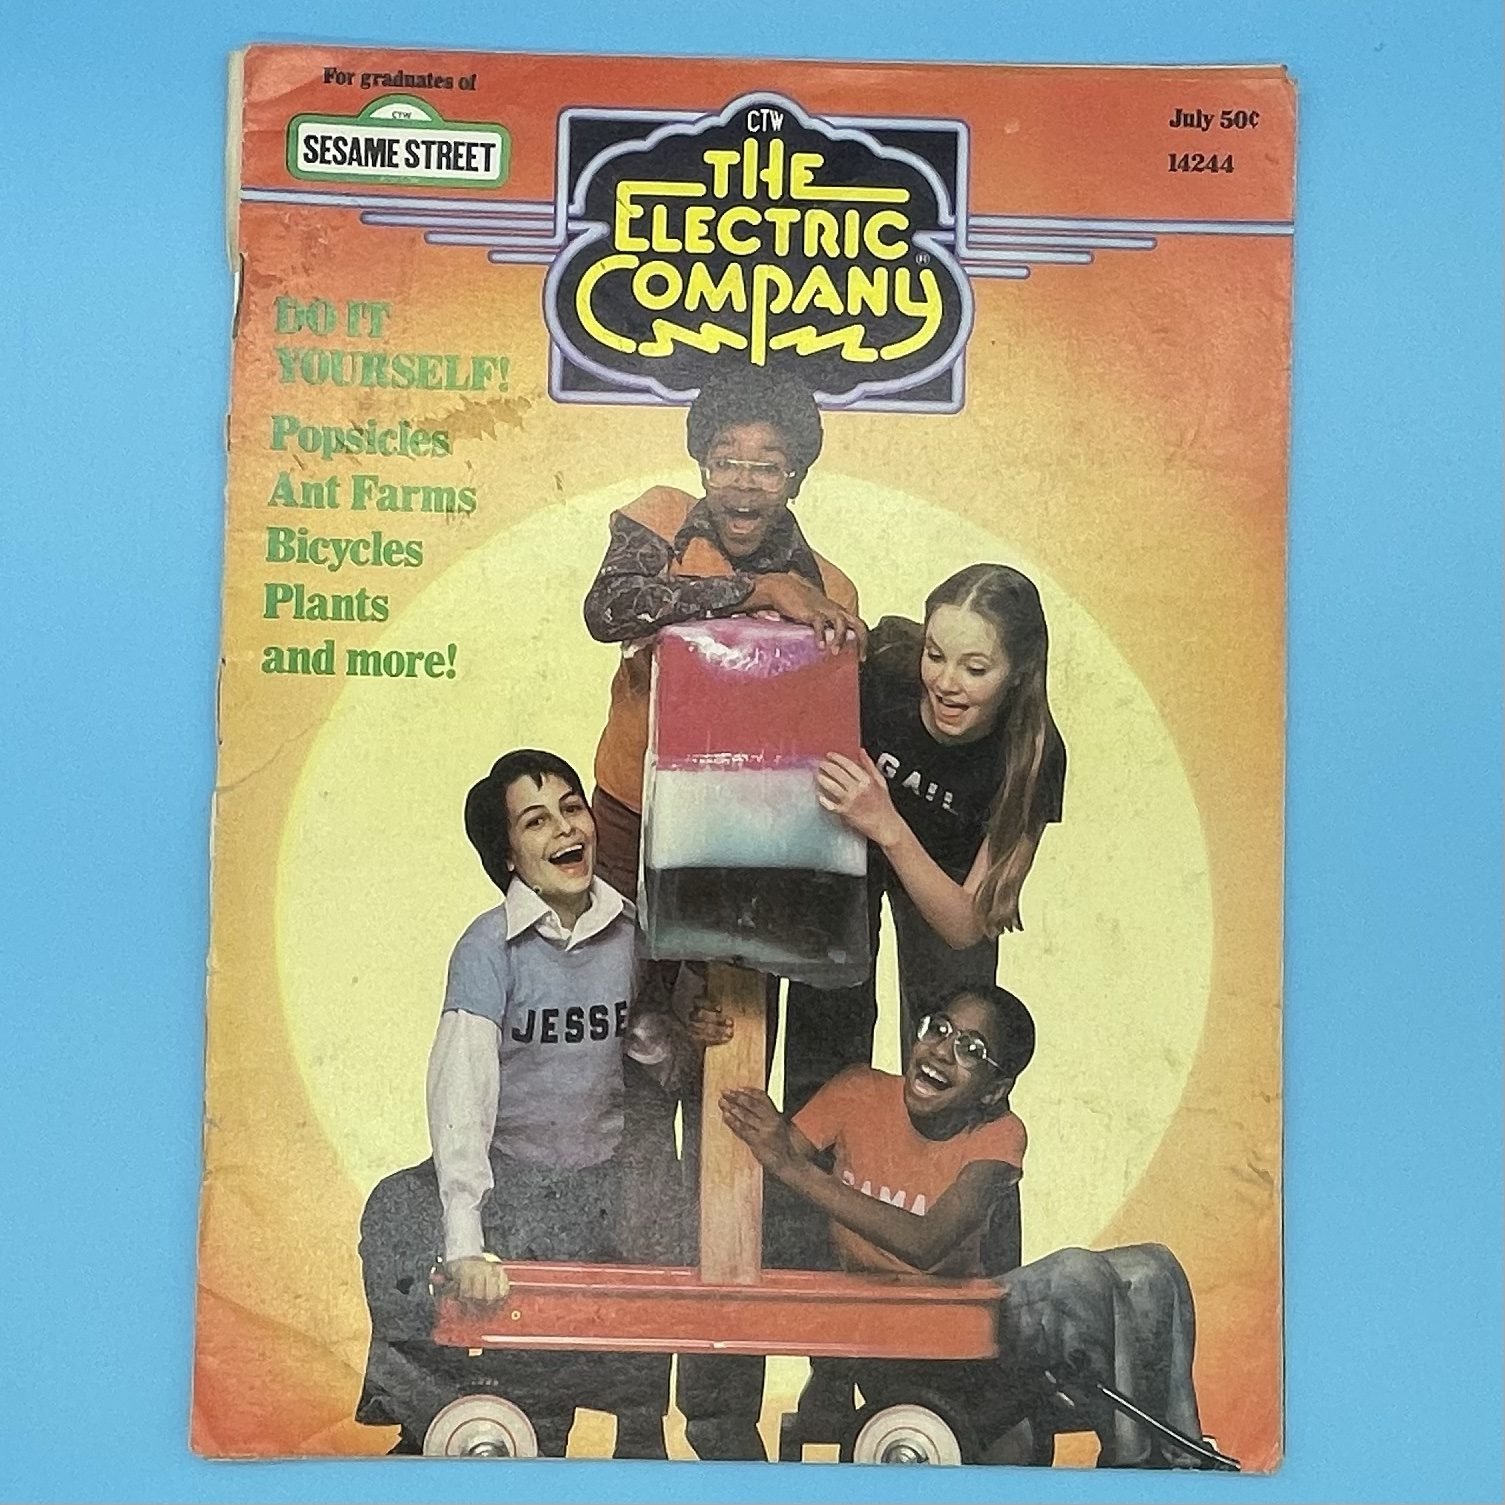 For graduates of
CTW
SESAME STREET
July 50¢
14244
CTW
THE
ELECTRIC
COMPANY®
DO IT
YOURSELF!
Popsicles
Ant Farms
Bicycles
Plants
and more!
GAIL
JESSE